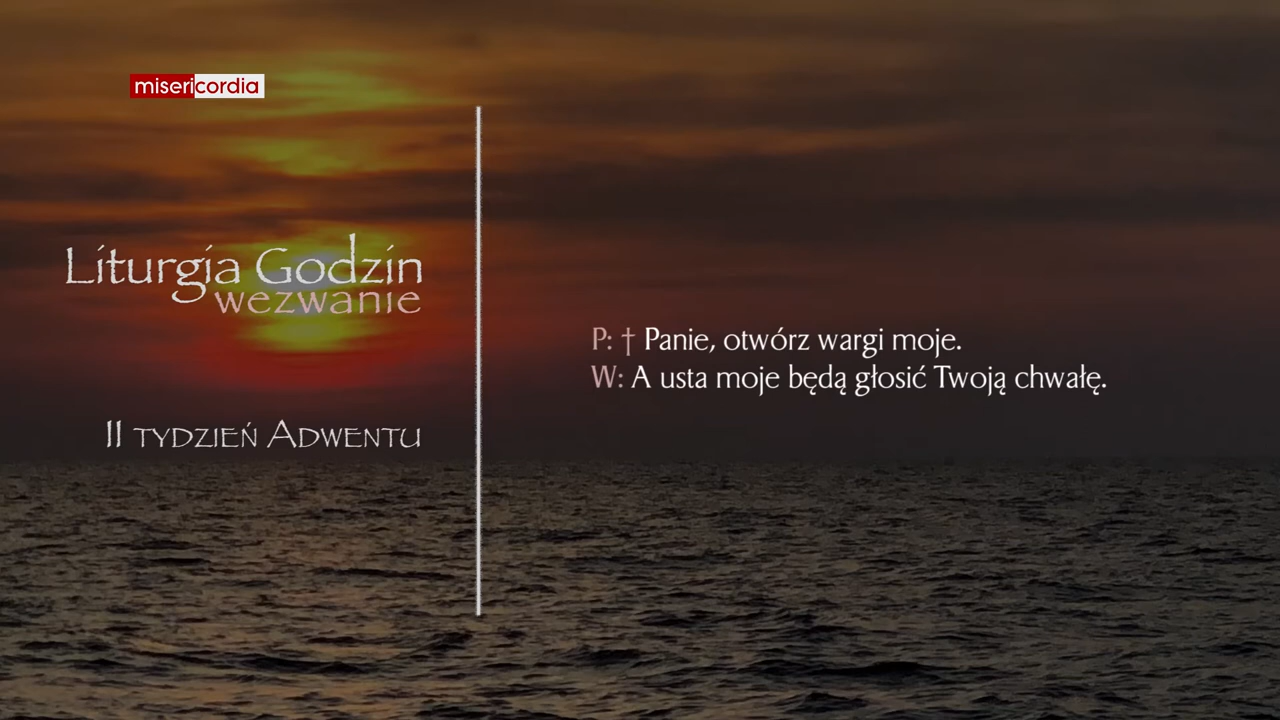 misericordia
Liturgia Godzin
wezwanie
II tydzień Adwentu
P: † Panie, otwórz wargi moje.
W: A usta moje będą głosić Twoją chwałę.